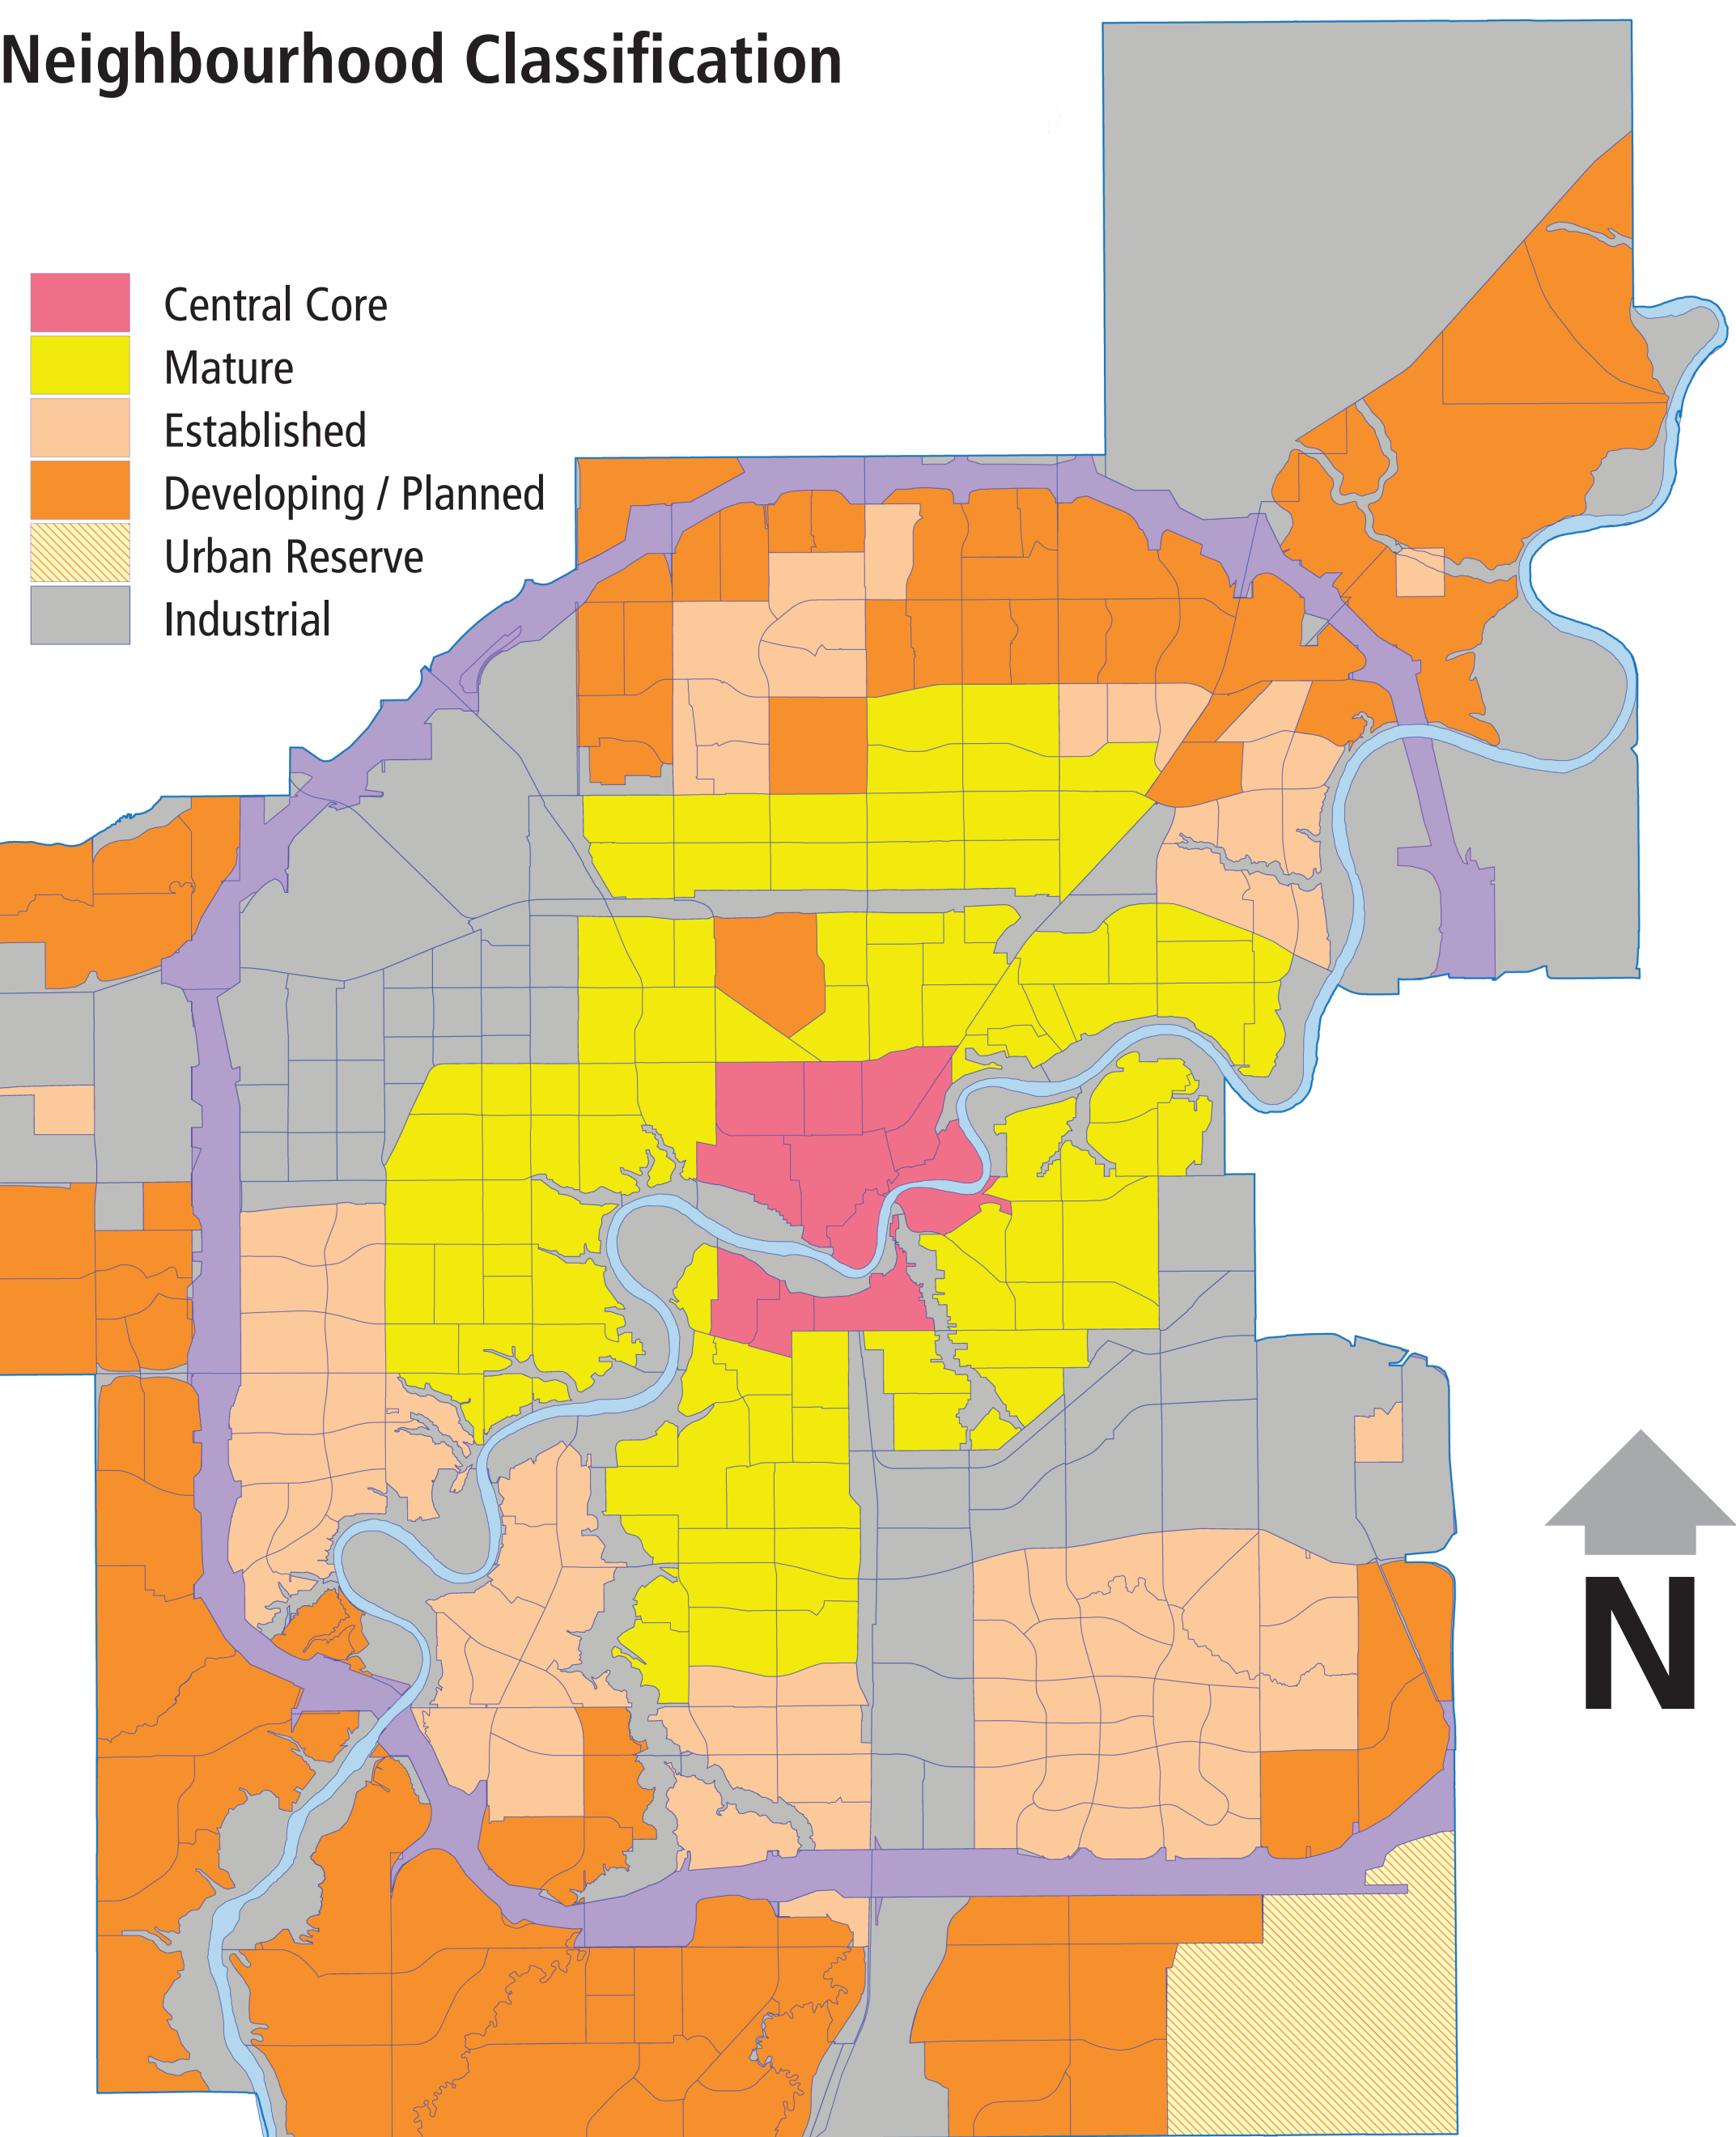 Neighbourhood Classification
Central Core
Mature
Established
Developing / Planned
Urban Reserve
Industrial
N